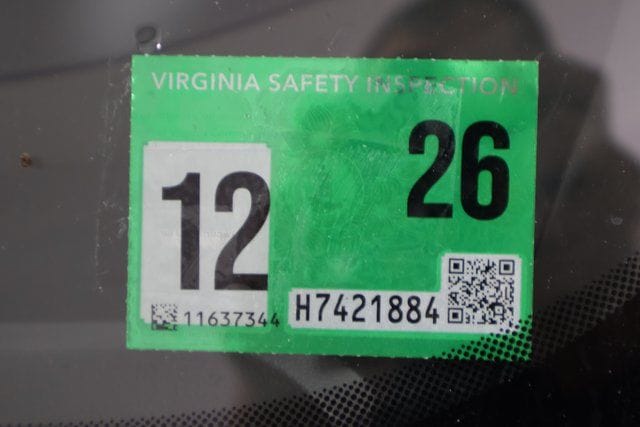 VIRGINIA SAFETY INSPECTION
12
26
11637344
H7421884